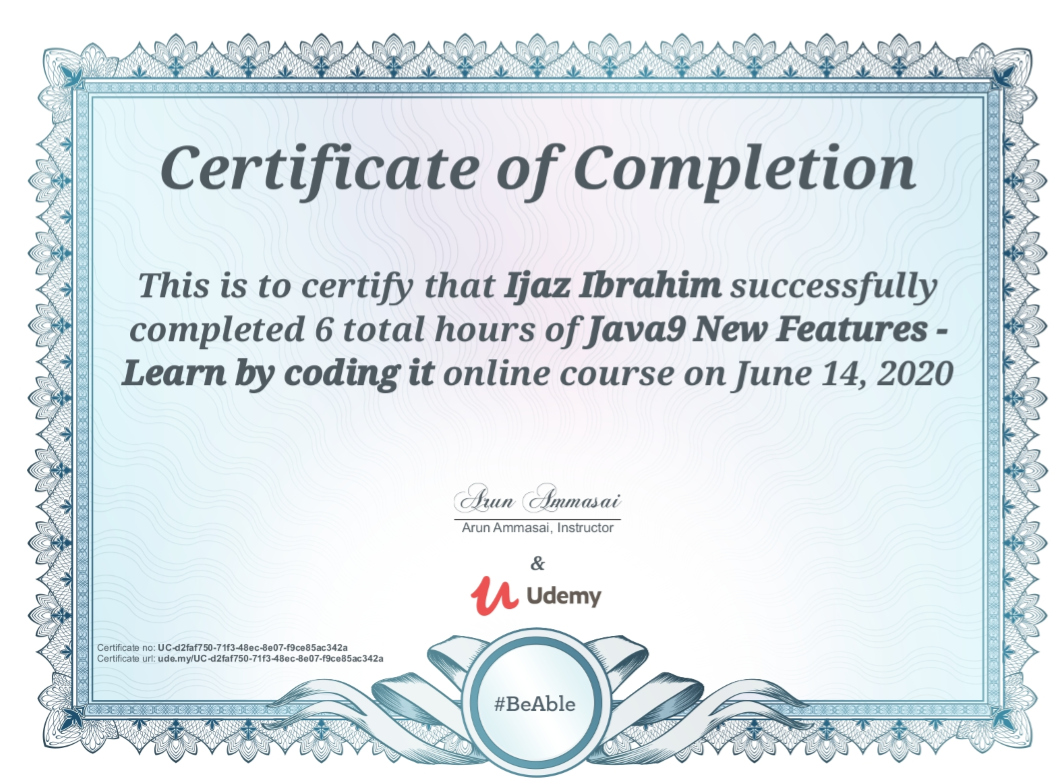 Certificate of Completion
This is to certify that Ijaz Ibrahim successfully
completed 6 total hours of Java9 New Features -
Learn by coding it online course on June 14, 2020
Arun Ammasai
Arun Ammasai, Instructor
&
Udemy
Certificate no: UC-d2faf750-71f3-48ec-8e07-f9ce85ac342a
Certificate url: ude.my/UC-d2faf750-71f3-48ec-8e07-f9ce85ac342a
#BeAble